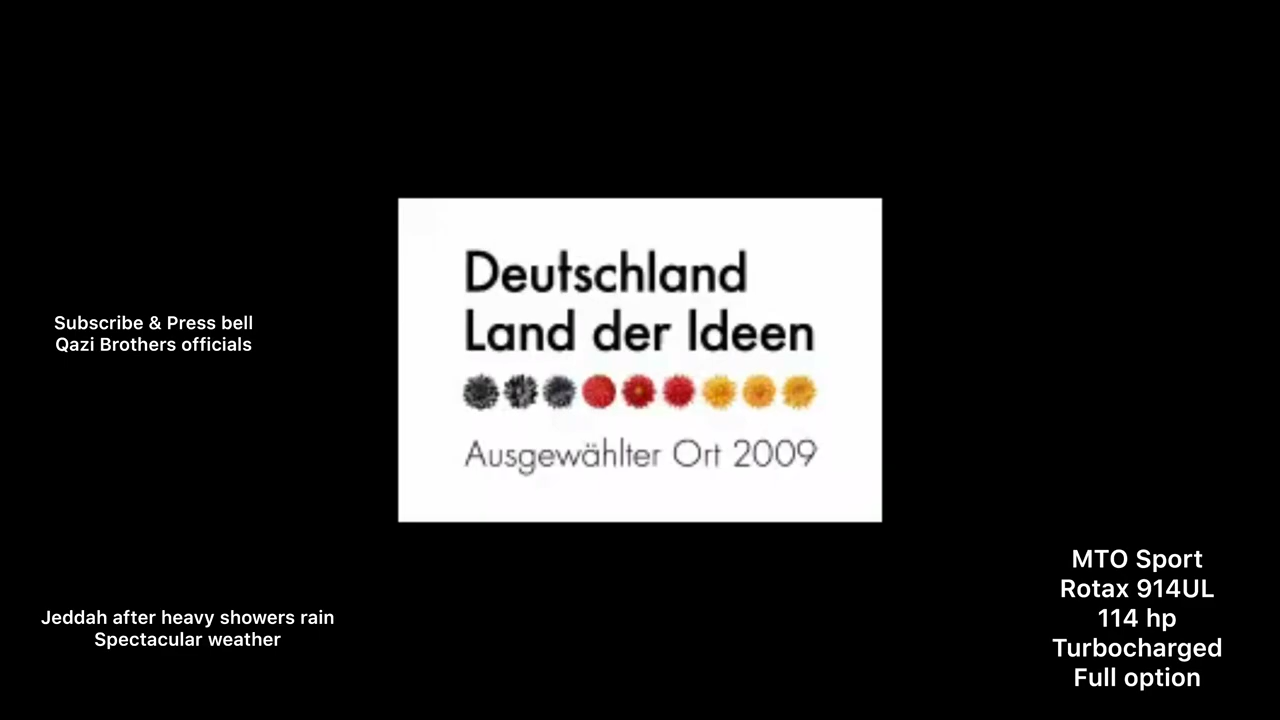 Deutschland
Land der Ideen
Ausgewählter Ort 2009
Subscribe & Press bell
Qazi Brothers officials
Jeddah after heavy showers rain
Spectacular weather
MTO Sport
Rotax 914UL
114 hp
Turbocharged
Full option